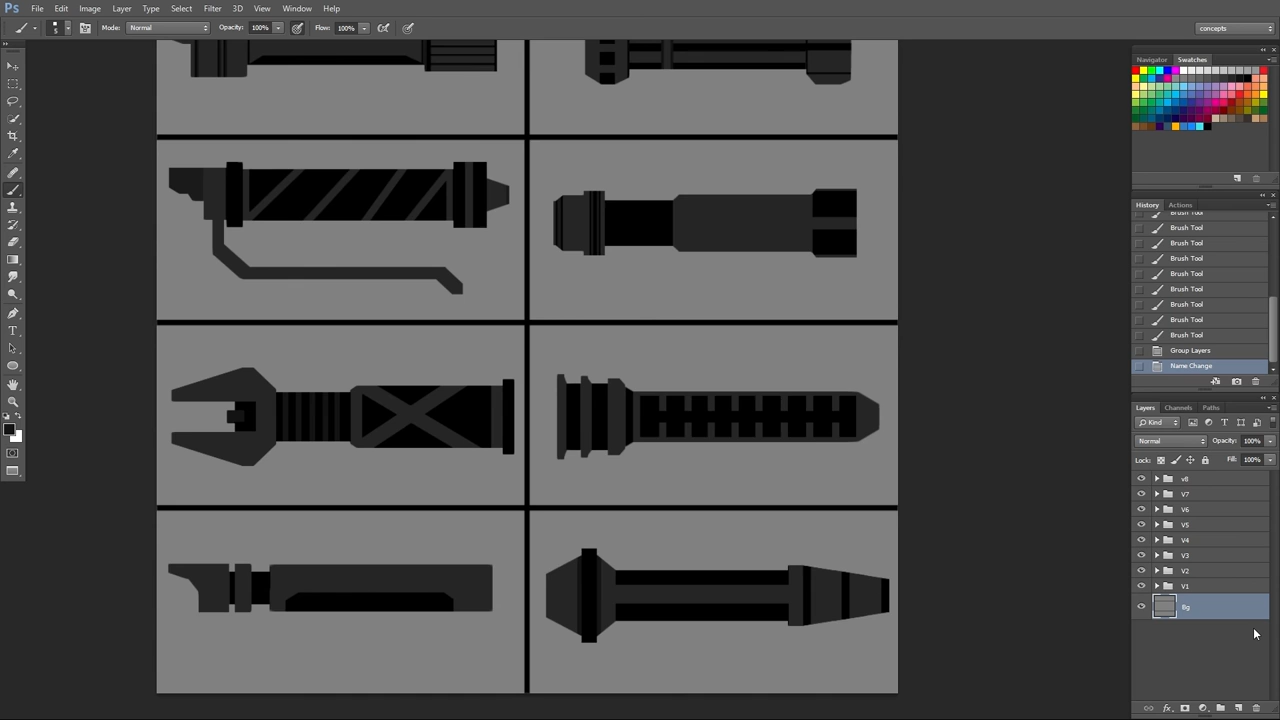 Ps File Edit Image Layer Type Select Filter 3D View Window Help
5 Mode: Normal Opacity: 100% Flow: 100% concepts
Navigator Swatches
History Actions
Brush Tool
Brush Tool
Brush Tool
Brush Tool
Brush Tool
Brush Tool
Brush Tool
Brush Tool
Brush Tool
Group Layers
Name Change
Layers Channels Paths
Kind
Normal Opacity: 100%
Lock: Fill: 100%
v8
V7
V6
V5
V4
V3
V2
V1
Bg